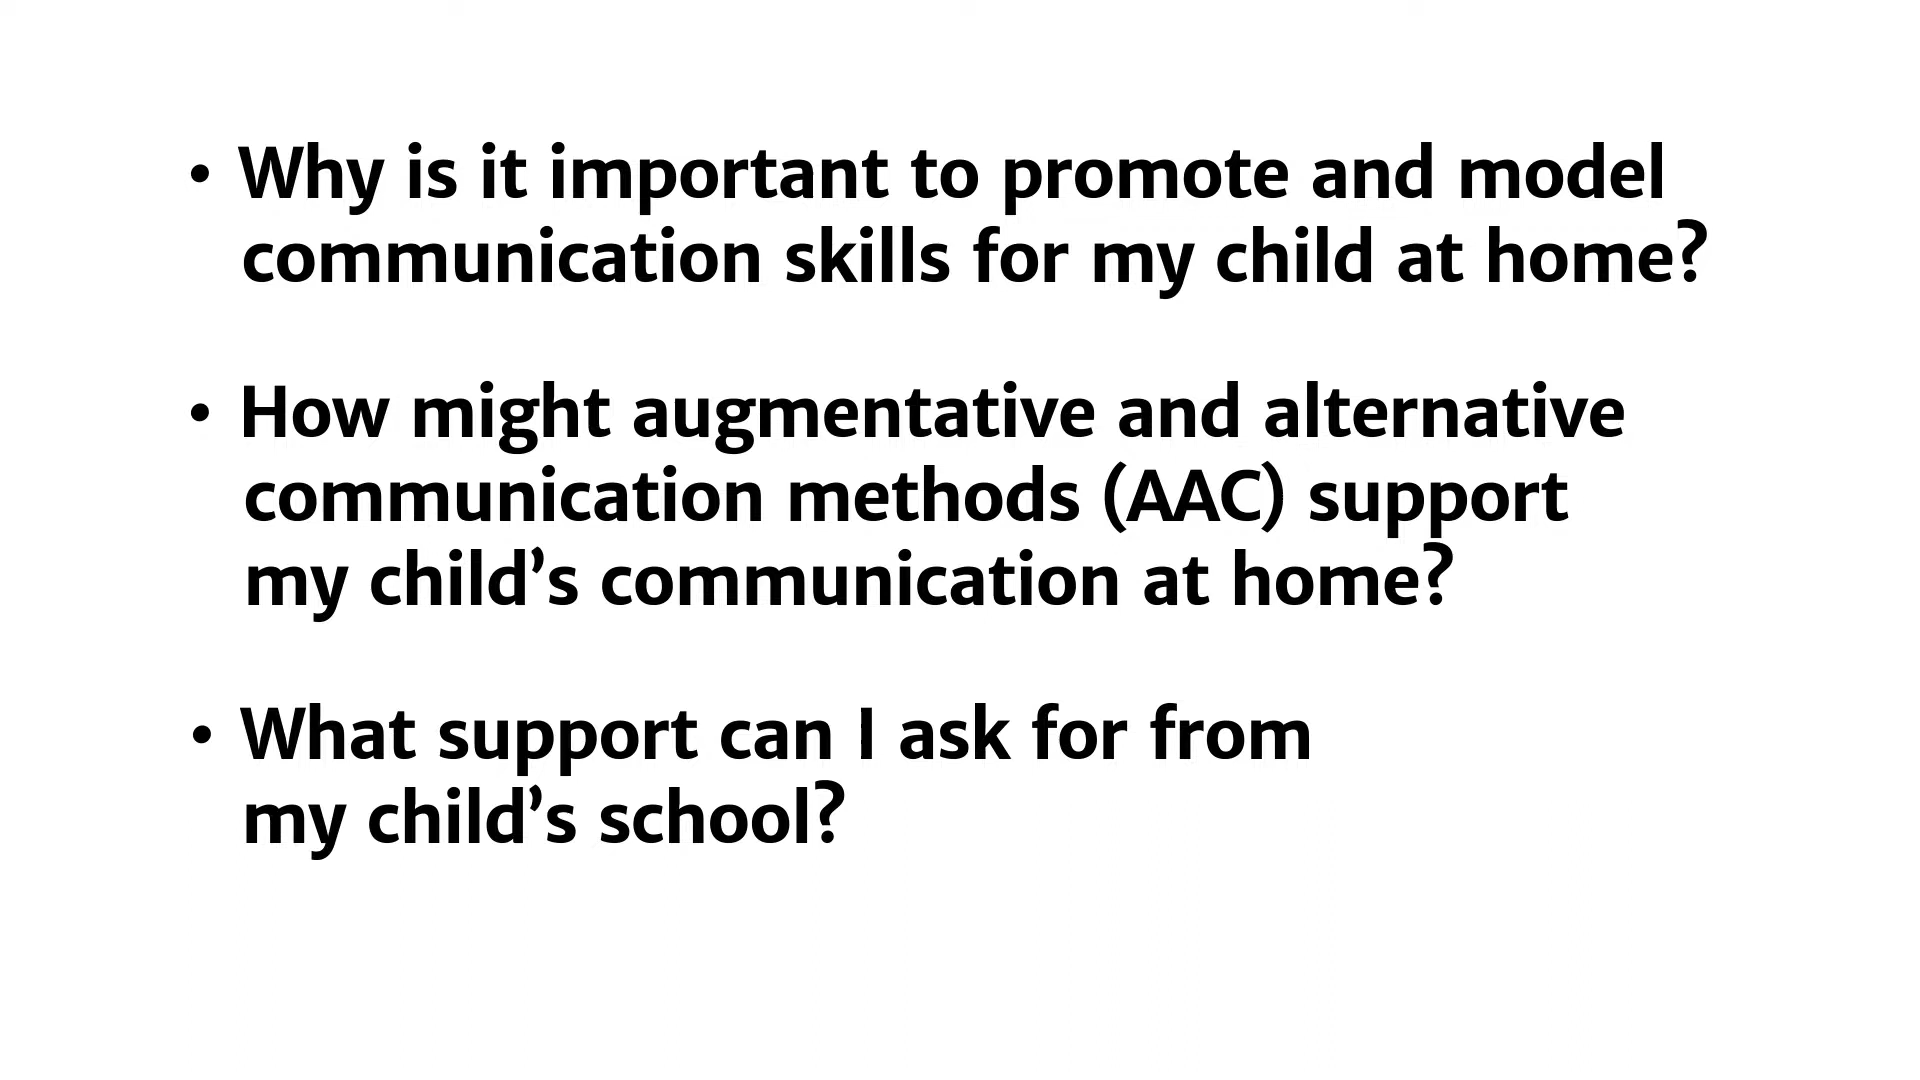 • Why is it important to promote and model
communication skills for my child at home?
• How might augmentative and alternative
communication methods (AAC) support
my child’s communication at home?
• What support can I ask for from
my child’s school?